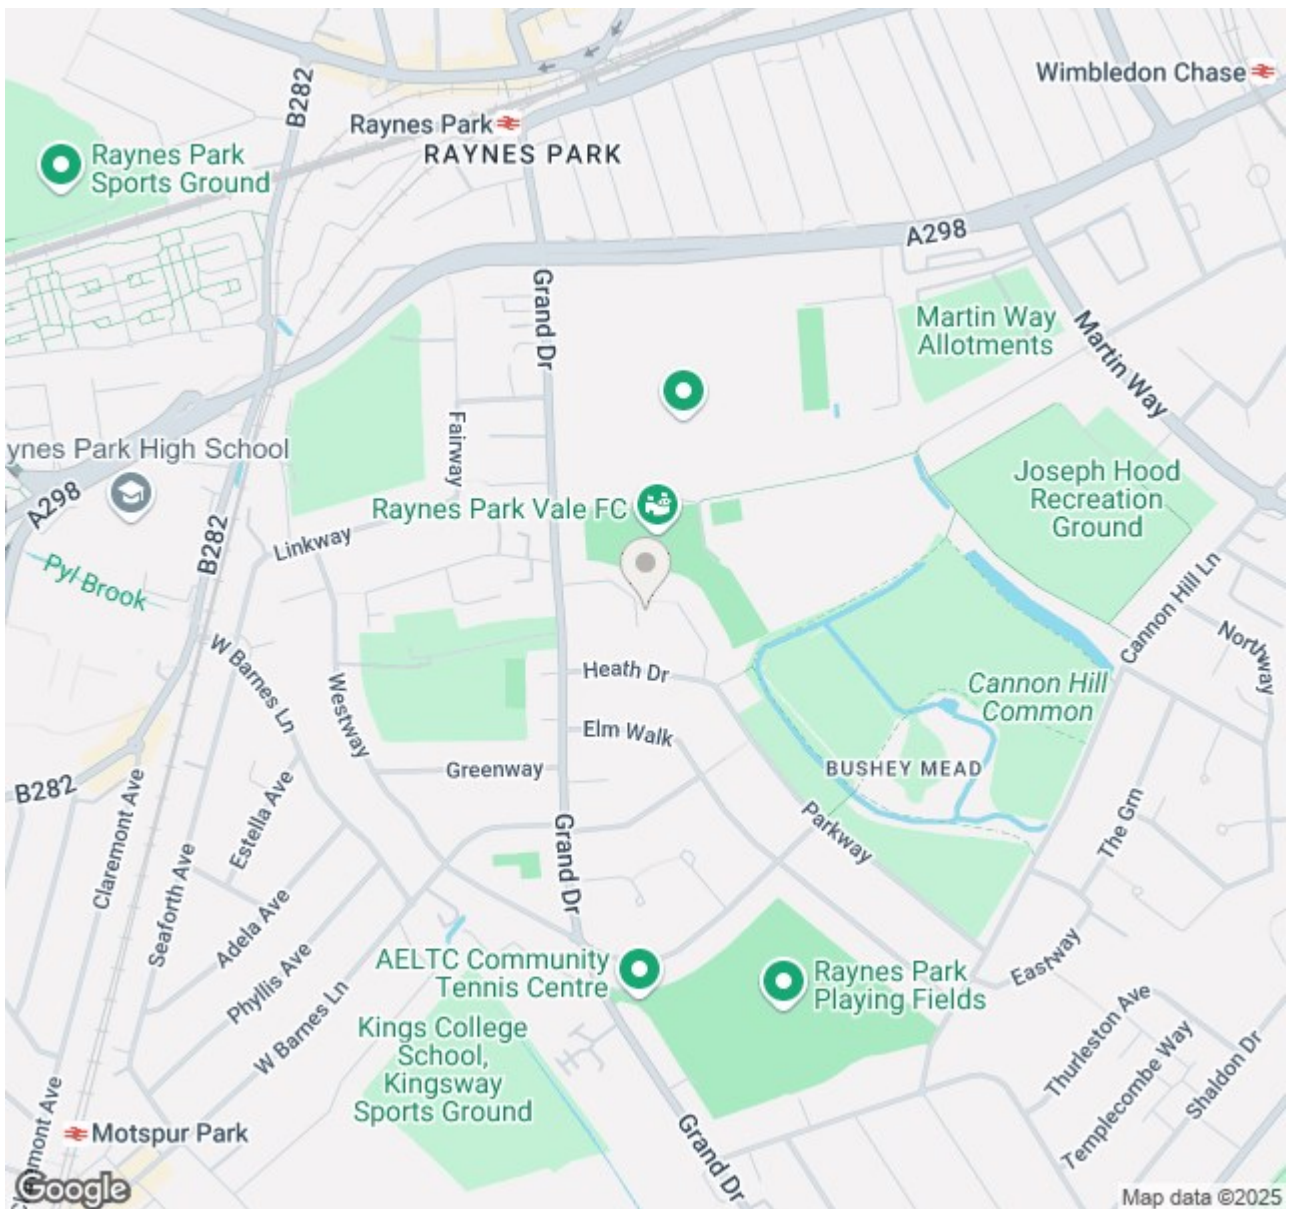 B282
Wimbledon Chase
Raynes Park
RAYNES PARK
Raynes Park
Sports Ground
A298
Grand Dr
Martin Way
Allotments
Martin Way
Fairway
ynes Park High School
A298
B282
Joseph Hood
Recreation
Ground
Raynes Park Vale FC
Linkway
Pyl Brook
Cannon Hill Ln
Northway
W Barnes Ln
Westway
Heath Dr
Cannon Hill
Common
Elm Walk
BUSHEY MEAD
Greenway
B282
Claremont Ave
Estella Ave
Grand Dr
Parkway
The Grn
Seaforth Ave
Adela Ave
Phyllis Ave
W Barnes Ln
AELTC Community
Tennis Centre
Raynes Park
Playing Fields
Eastway
Kings College
School,
Kingsway
Sports Ground
Thurleston Ave
Templecombe Way
Shaldon Dr
Claremont Ave
Motspur Park
Grand Dr
Google
Map data ©2025